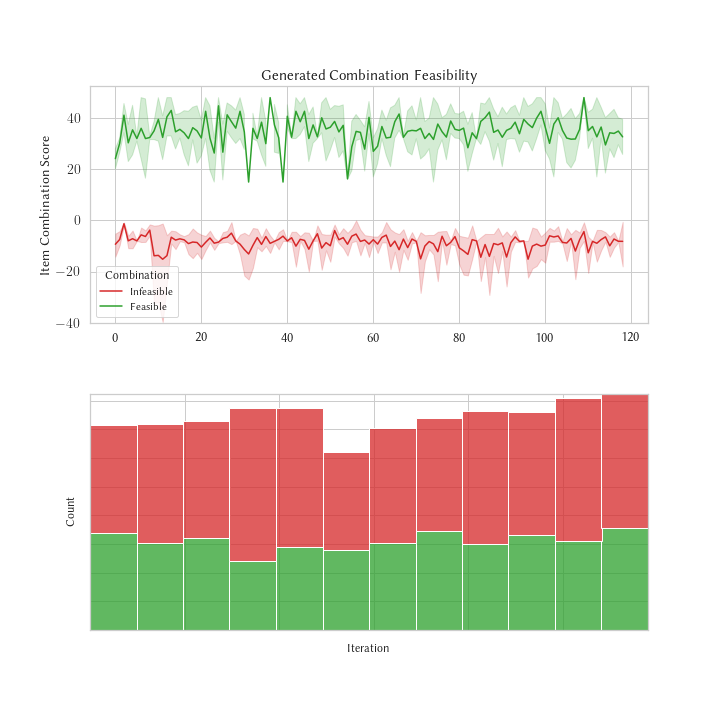 Generated Combination Feasibility
Item Combination Score
40
20
0
−20
−40
Combination
Infeasible
Feasible
0 20 40 60 80 100 120
Count
Iteration